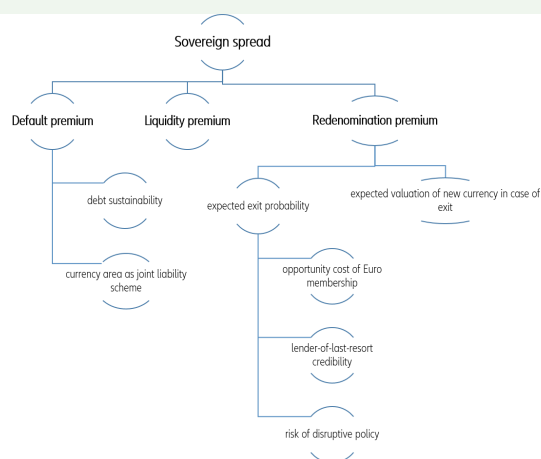 Sovereign spread
Default premium
Liquidity premium
Redenomination premium
debt sustainability
currency area as joint liability
scheme
expected exit probability
expected valuation of new currency in case of
exit
opportunity cost of Euro
membership
lender-of-last-resort
credibility
risk of disruptive policy